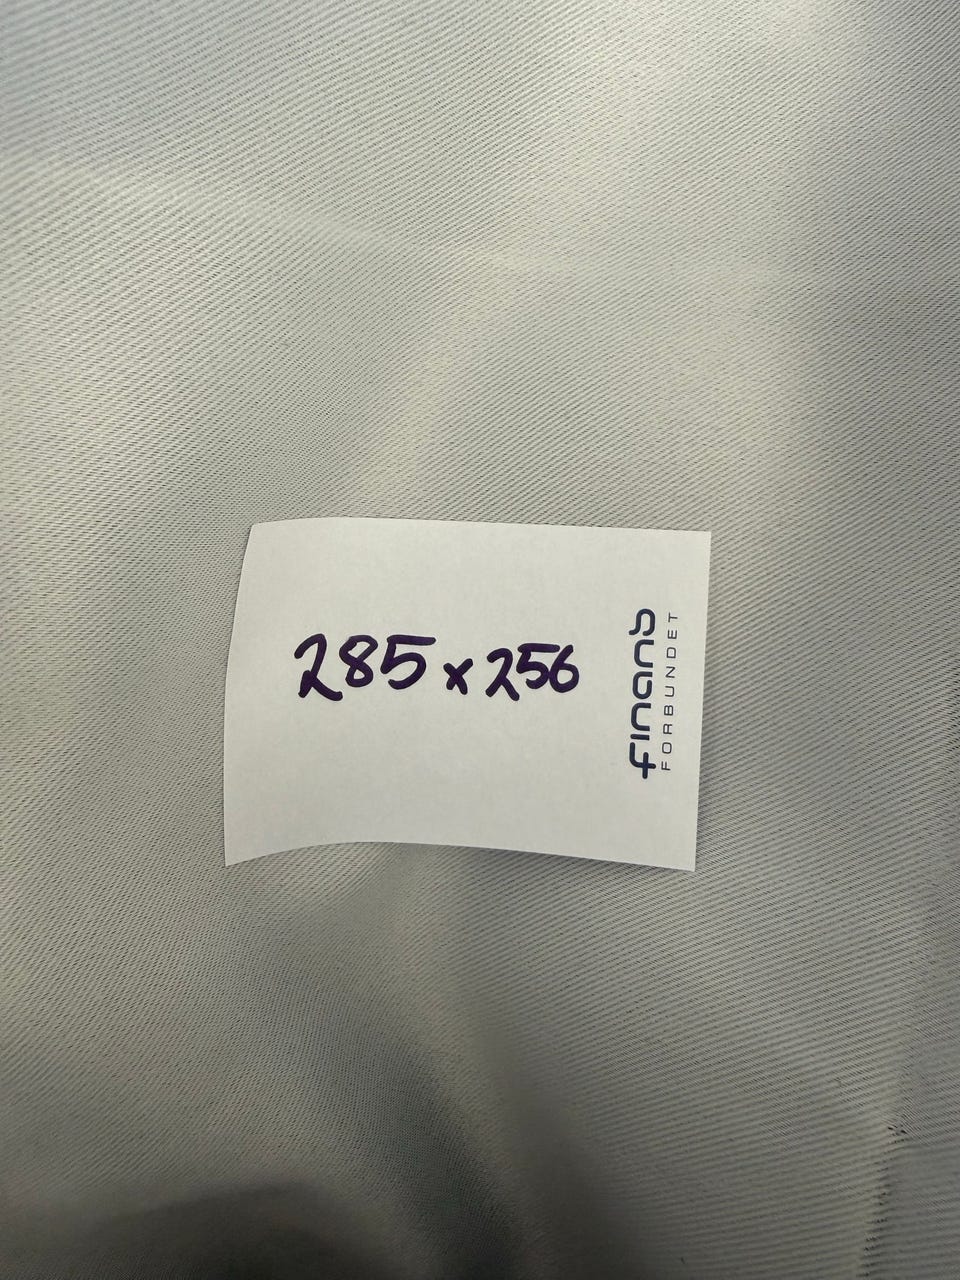 285 x 256
finans
FORBUNDET